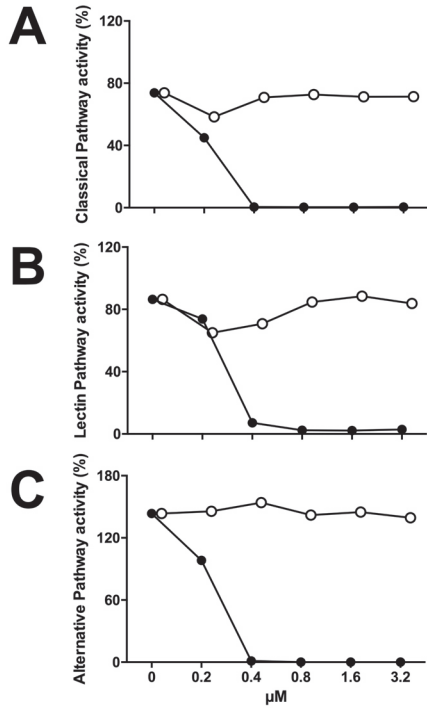 A
Classical Pathway activity (%)
120
80
40
0
B
Lectin Pathway activity (%)
120
80
40
0
C
Alternative Pathway activity (%)
180
120
60
0
0 0.2 0.4 0.8 1.6 3.2
µM